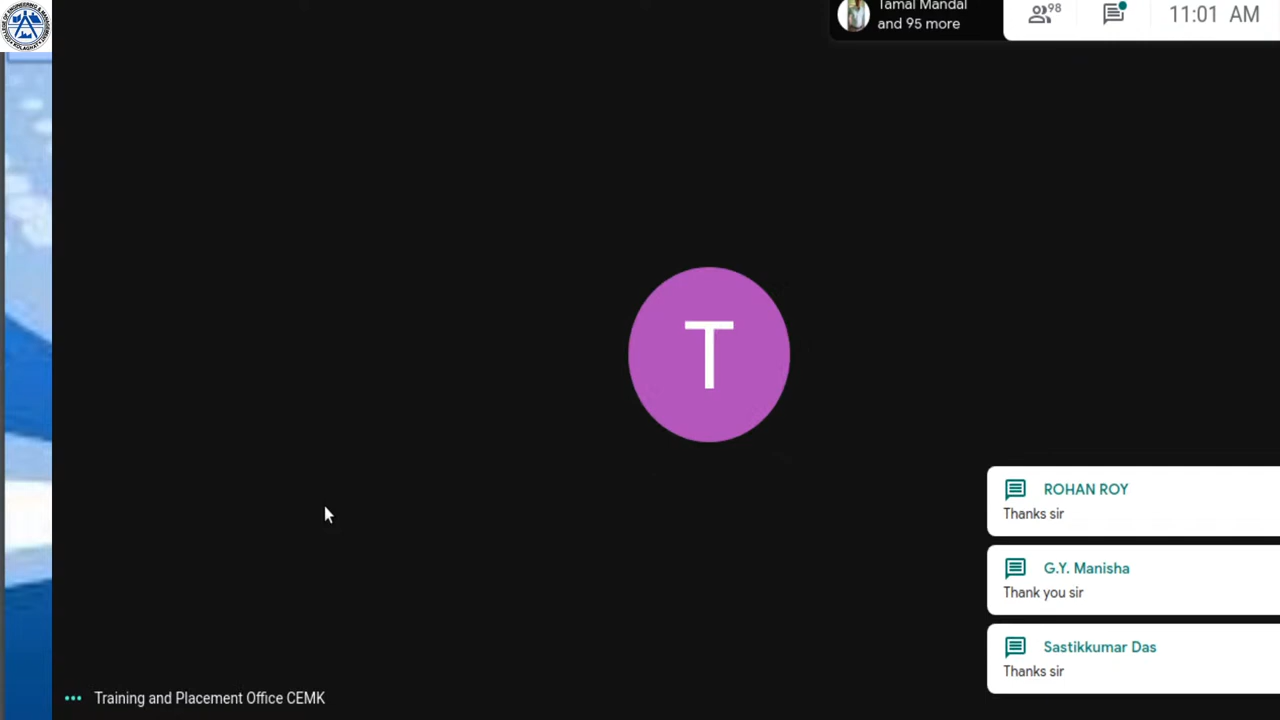 Tamal Mandal
and 95 more
98
11:01 AM
T
ROHAN ROY
Thanks sir
G.Y. Manisha
Thank you sir
Sastikkumar Das
Thanks sir
Training and Placement Office CEMK